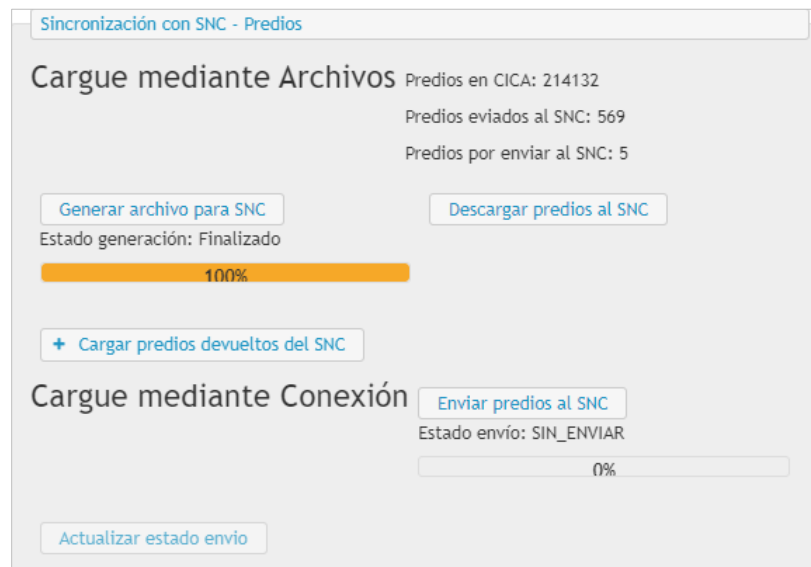 Sincronización con SNC - Predios
Cargue mediante Archivos
Predios en CICA: 214132
Predios eviados al SNC: 569
Predios por enviar al SNC: 5
Generar archivo para SNC
Descargar predios al SNC
Estado generación: Finalizado
100%
+ Cargar predios devueltos del SNC
Cargue mediante Conexión
Enviar predios al SNC
Estado envío: SIN_ENVIAR
0%
Actualizar estado envio